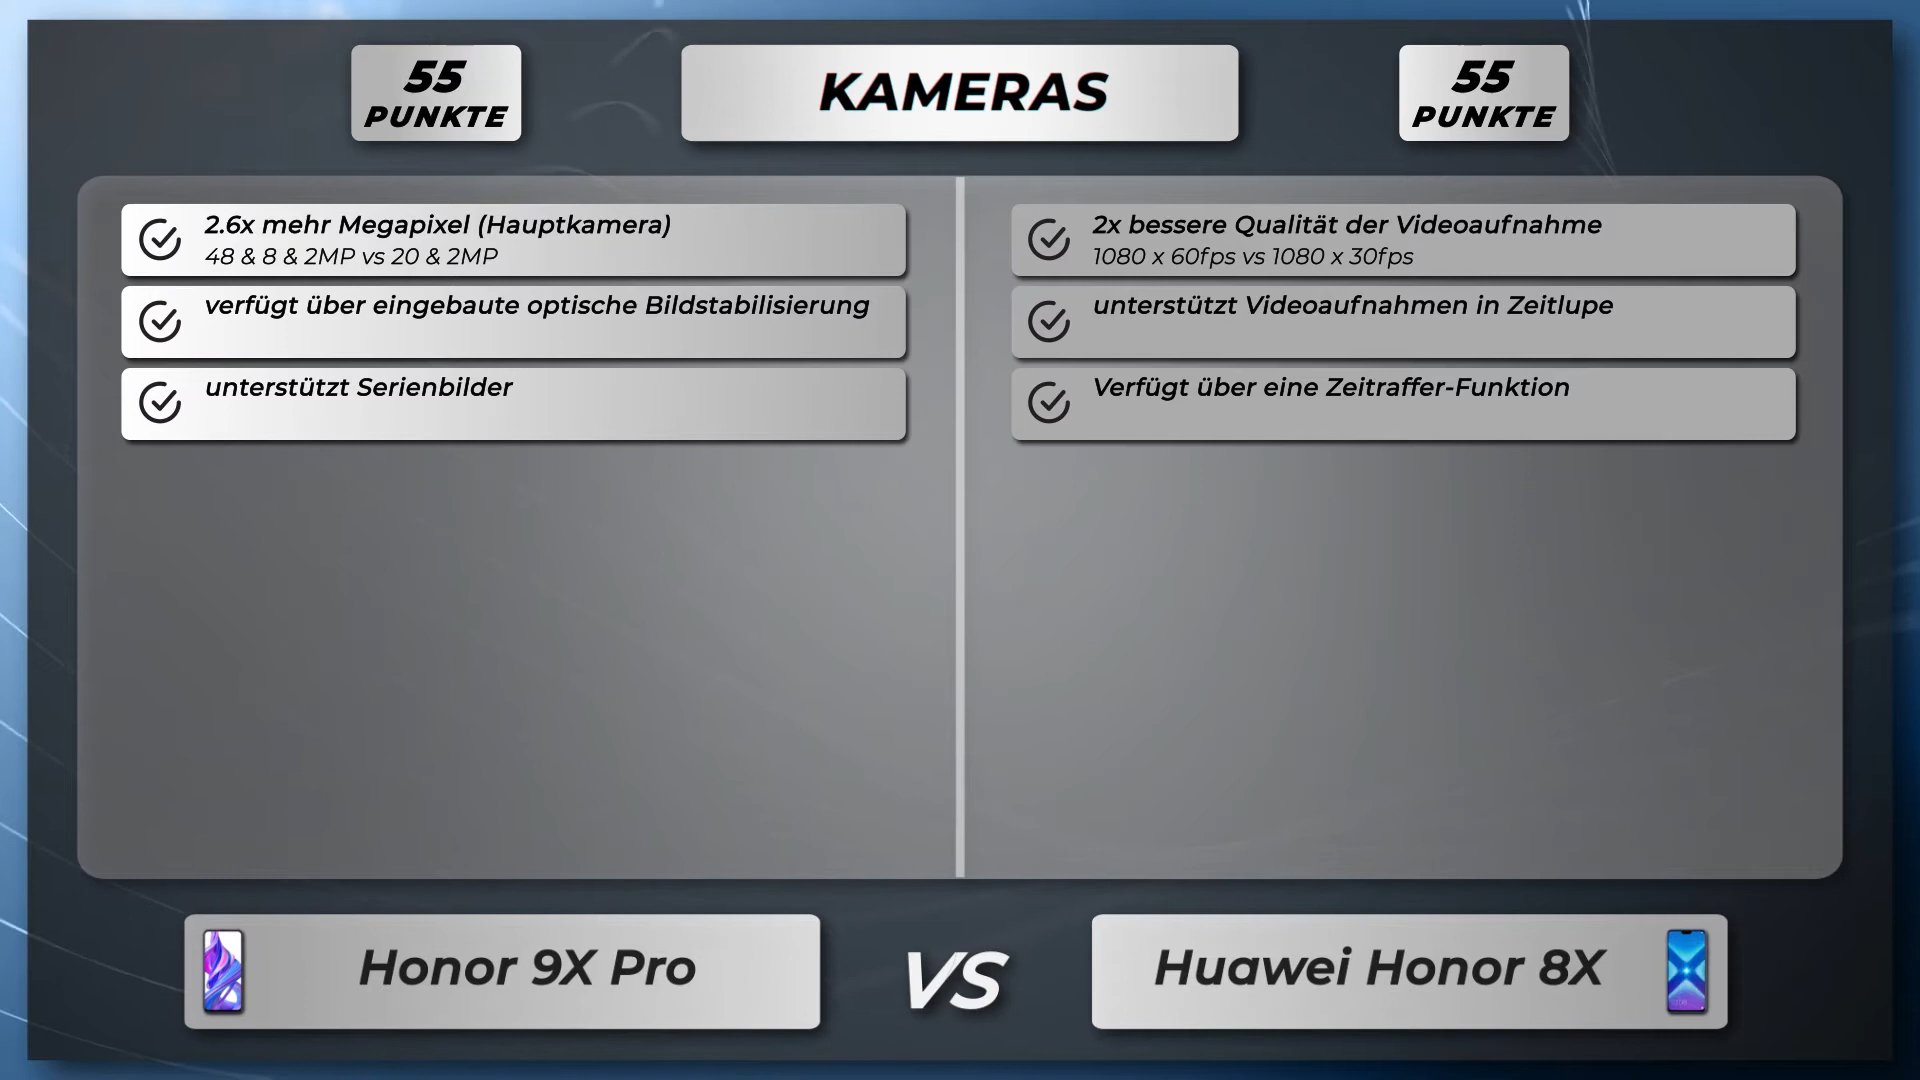 55
PUNKTE
KAMERAS
55
PUNKTE
2.6x mehr Megapixel (Hauptkamera)
48 & 8 & 2MP vs 20 & 2MP
verfügt über eingebaute optische Bildstabilisierung
unterstützt Serienbilder
2x bessere Qualität der Videoaufnahme
1080 x 60fps vs 1080 x 30fps
unterstützt Videoaufnahmen in Zeitlupe
Verfügt über eine Zeitraffer-Funktion
Honor 9X Pro
VS
Huawei Honor 8X